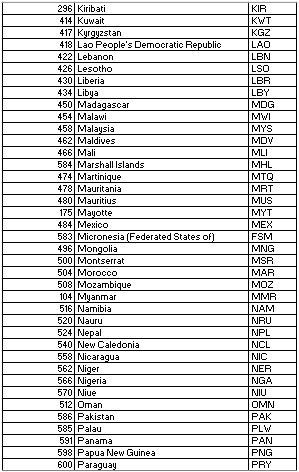 296 Kiribati KIR
414 Kuwait KWT
417 Kyrgyzstan KGZ
418 Lao People's Democratic Republic LAO
422 Lebanon LBN
426 Lesotho LSO
430 Liberia LBR
434 Libya LBY
450 Madagascar MDG
454 Malawi MWI
458 Malaysia MYS
462 Maldives MDV
466 Mali MLI
584 Marshall Islands MHL
474 Martinique MTQ
478 Mauritania MRT
480 Mauritius MUS
175 Mayotte MYT
484 Mexico MEX
583 Micronesia (Federated States of) FSM
496 Mongolia MNG
500 Montserrat MSR
504 Morocco MAR
508 Mozambique MOZ
104 Myanmar MMR
516 Namibia NAM
520 Nauru NRU
524 Nepal NPL
540 New Caledonia NCL
558 Nicaragua NIC
562 Niger NER
566 Nigeria NGA
570 Niue NIU
512 Oman OMN
586 Pakistan PAK
585 Palau PLW
591 Panama PAN
598 Papua New Guinea PNG
600 Paraguay PRY